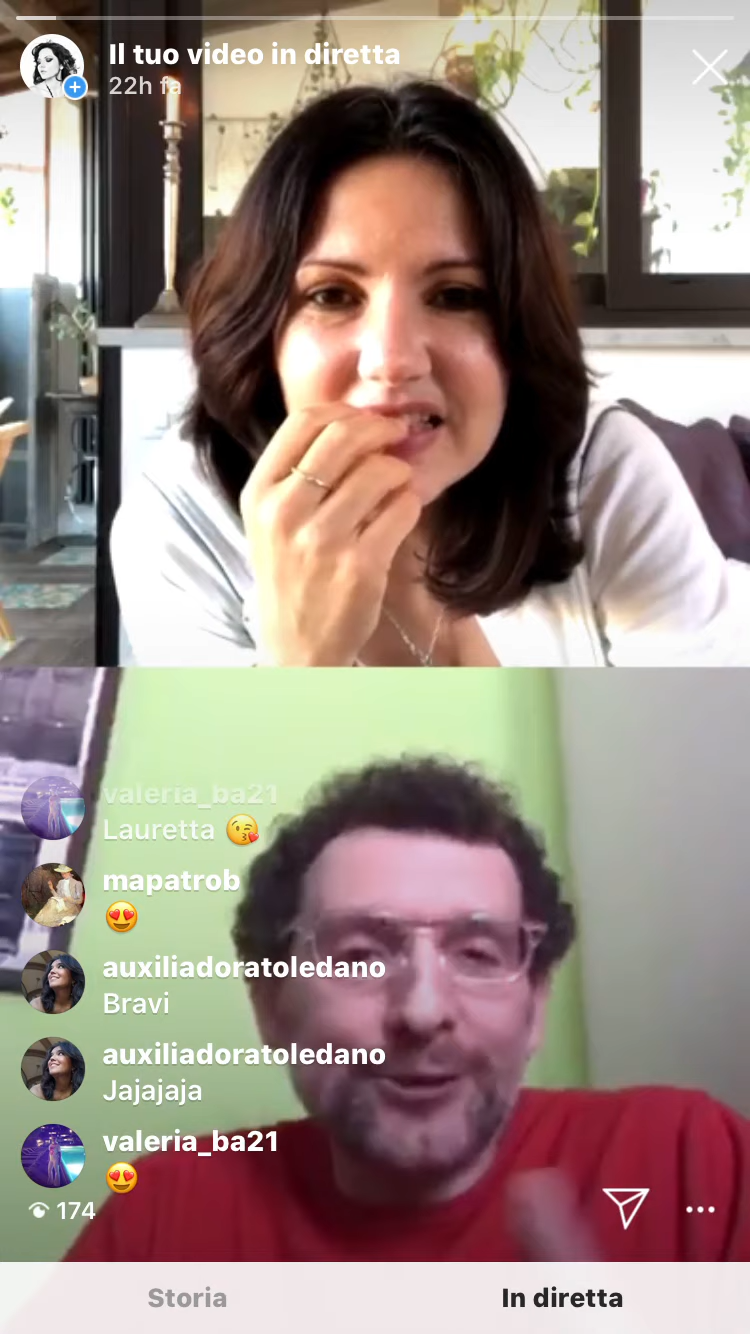 Il tuo video in diretta
22h fa
valeria_ba21
Lauretta 😘
mapatrob
😍
auxiliadoratoledano
Bravi
auxiliadoratoledano
Jajajaja
valeria_ba21
😍
174
Storia
In diretta